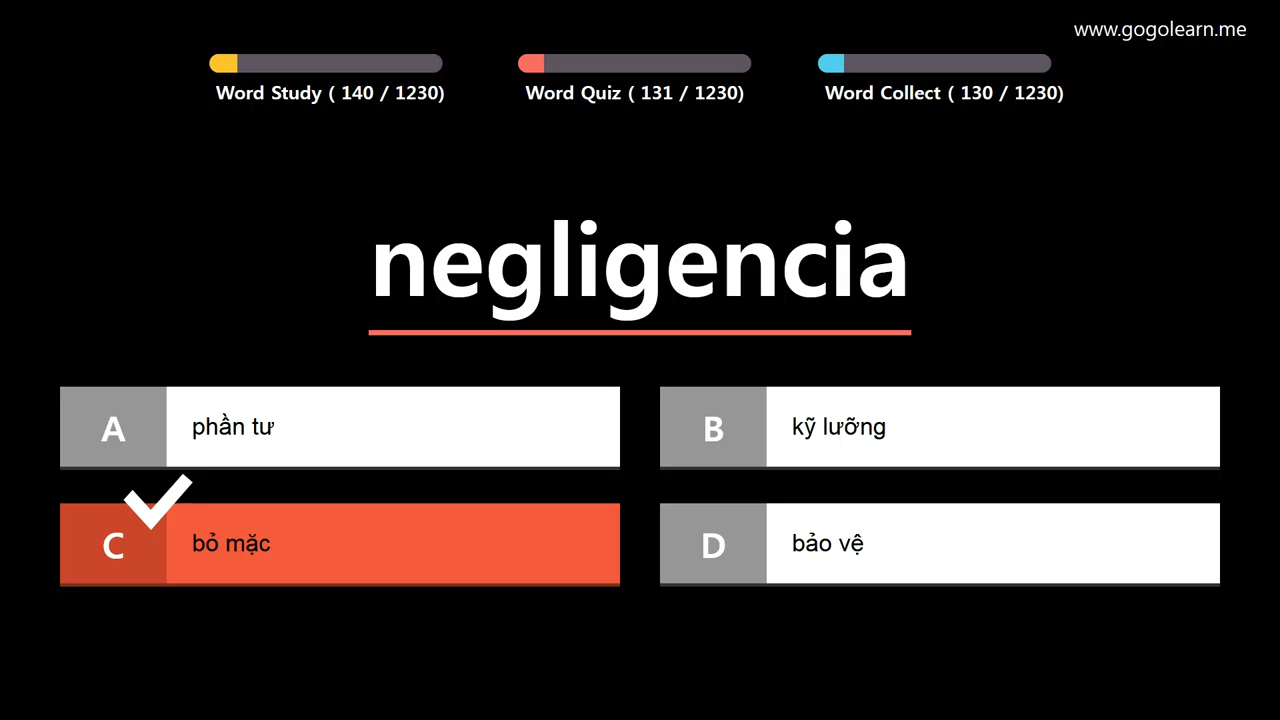 www.gogolearn.me
Word Study ( 140 / 1230)
Word Quiz ( 131 / 1230)
Word Collect ( 130 / 1230)
negligencia
A
phần tư
B
kỹ lưỡng
C
bỏ mặc
D
bảo vệ